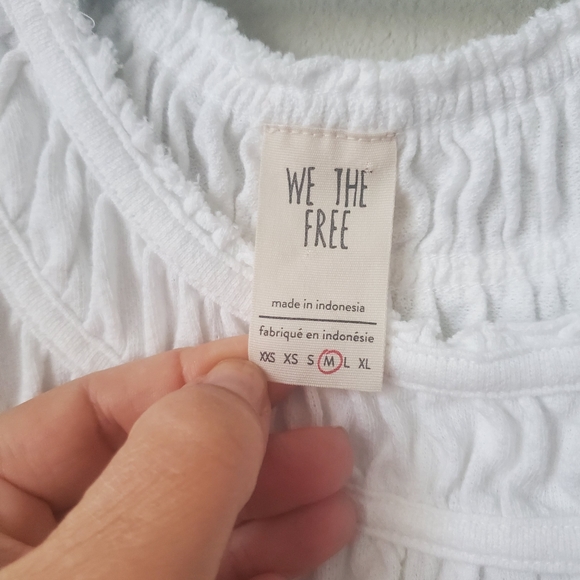 WE THE
FREE
made in indonesia
fabriqué en indonésie
XXS XS S M L XL